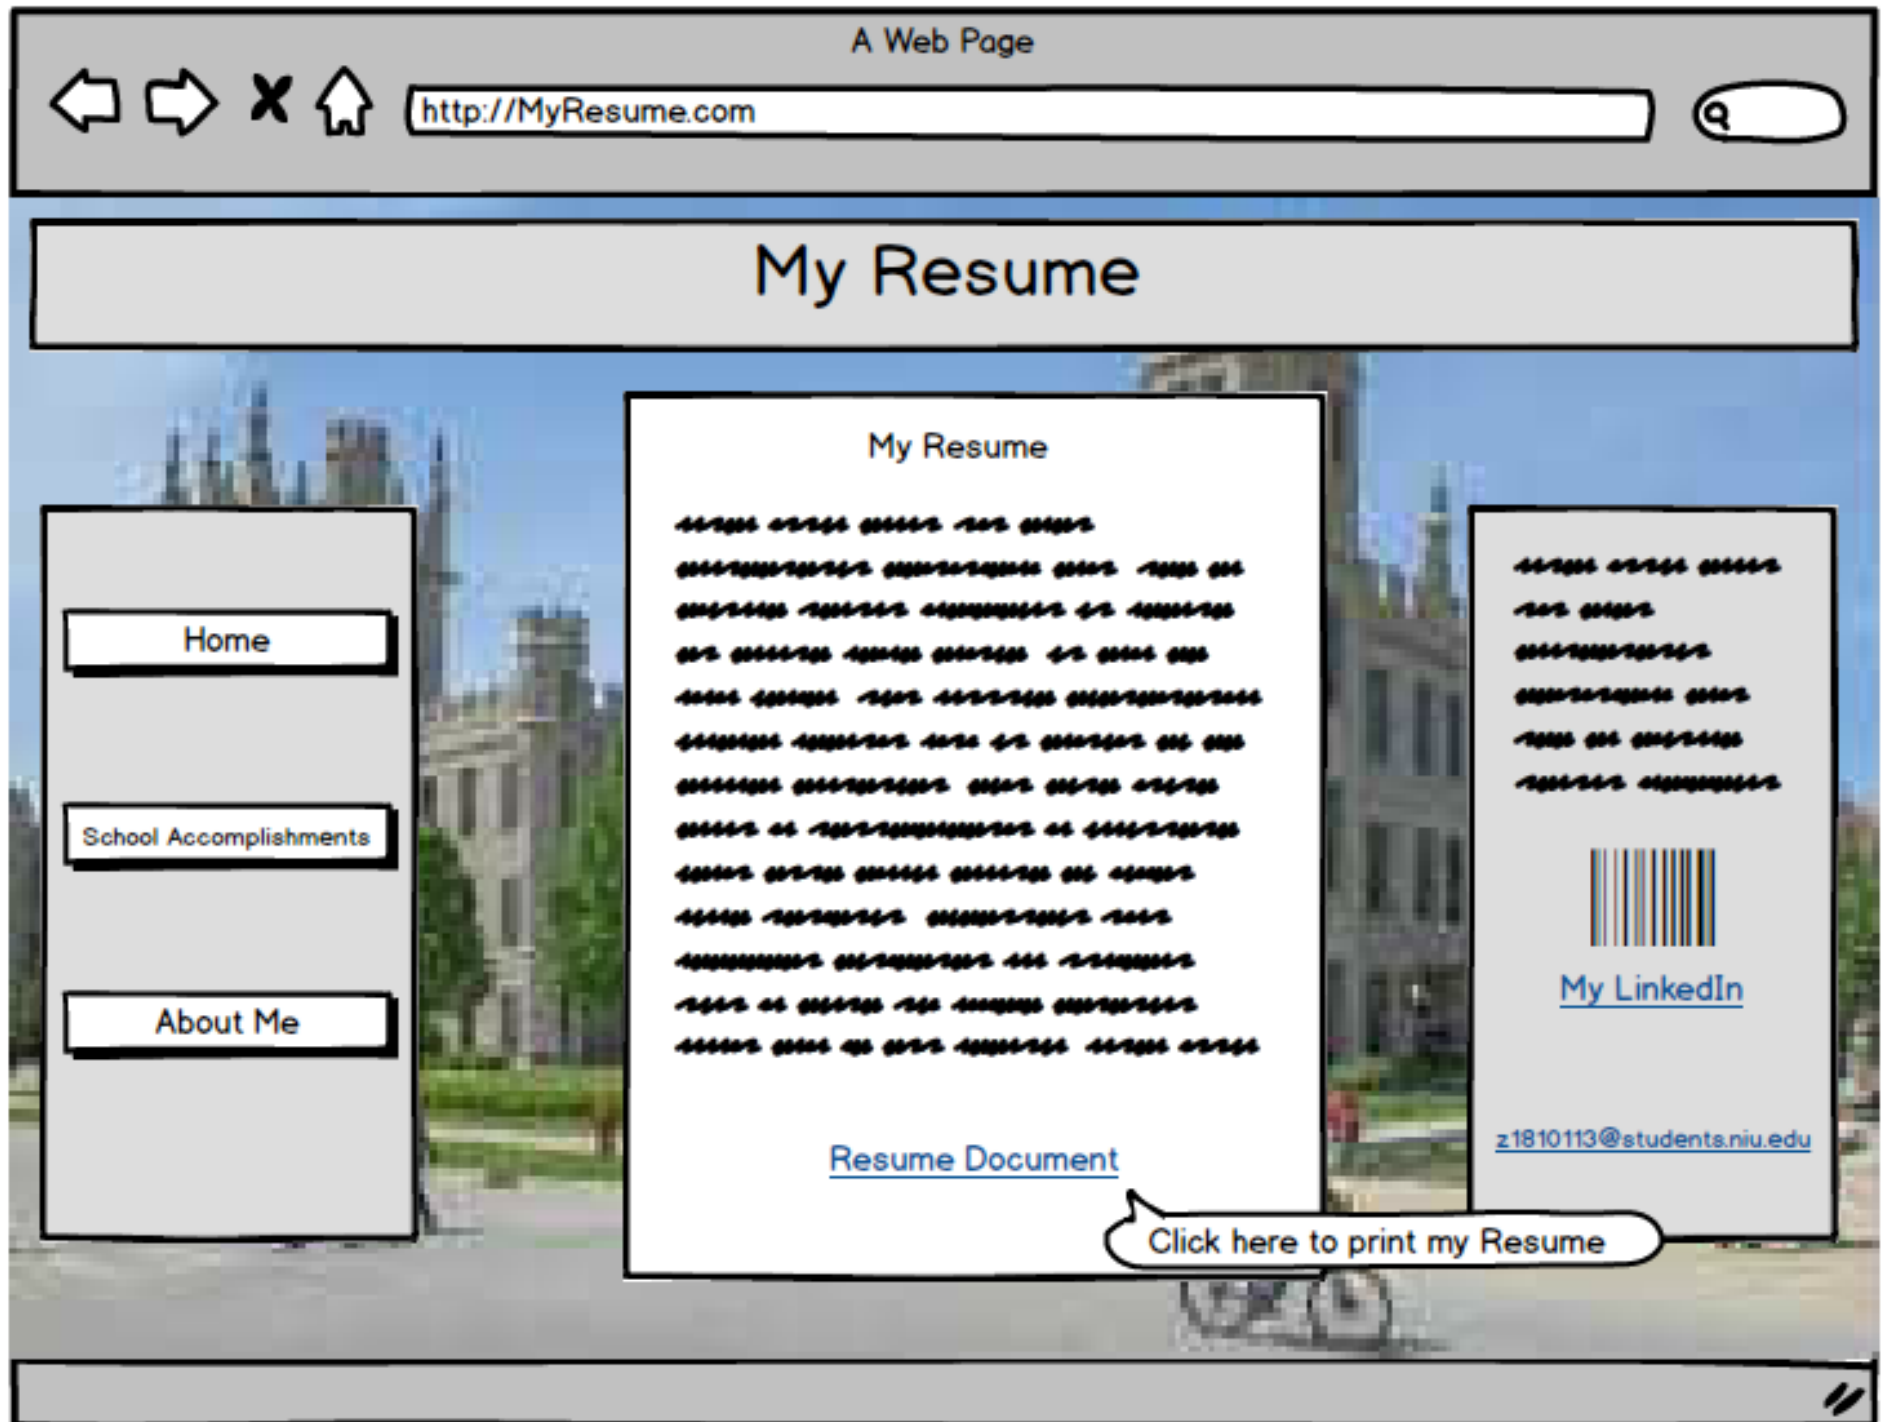 A Web Page
http://MyResume.com
My Resume
My Resume
Home
School Accomplishments
About Me
Resume Document
Click here to print my Resume
My LinkedIn
z1810113@students.niu.edu